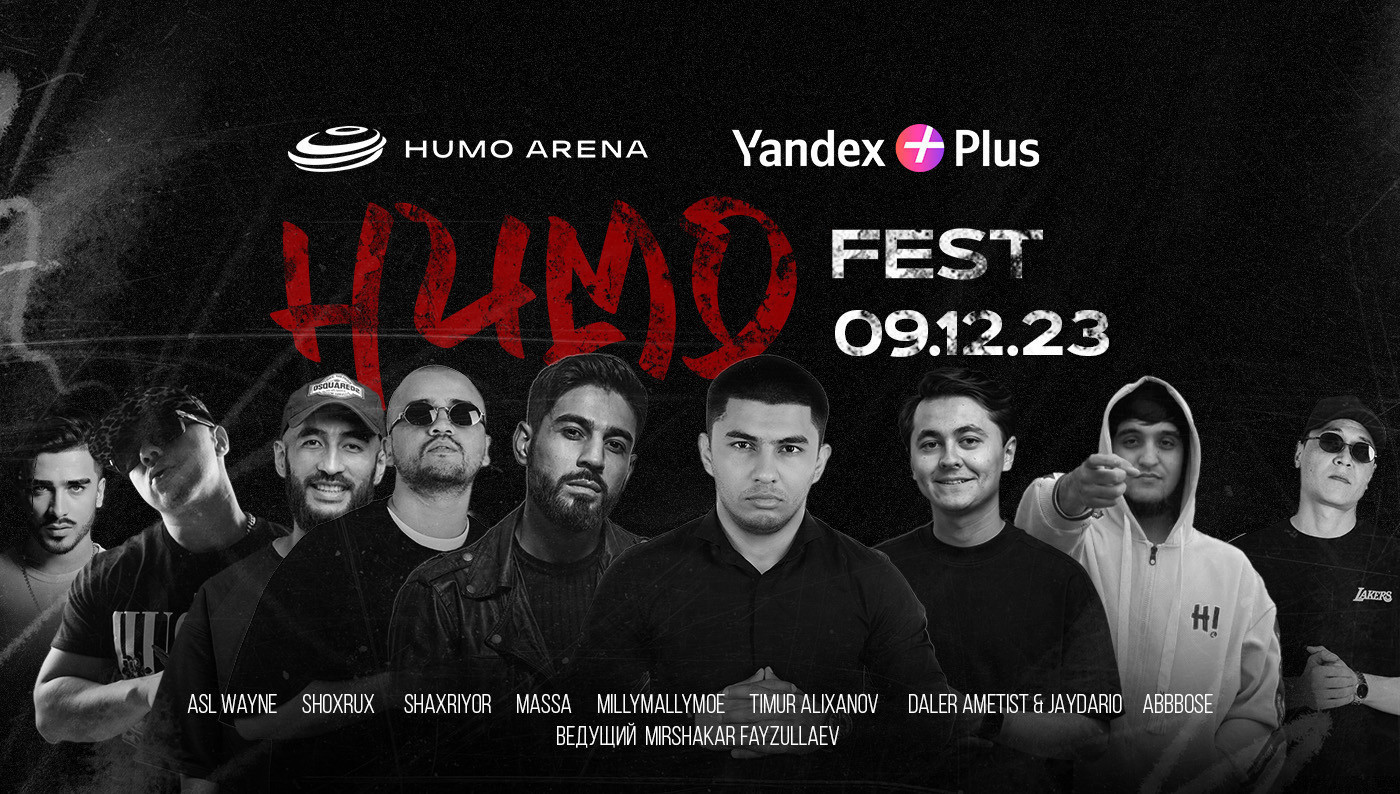 HUMO ARENA
Yandex Plus
HUMO
FEST
09.12.23
DSQUARED2
LAKERS
H!
ASL WAYNE SHOXRUX SHAXRIYOR MASSA MILLYMALLYMOE TIMUR ALIXANOV DALER AMETIST & JAYDARIO ABBBOSE
ВЕДУЩИЙ MIRSHAKAR FAYZULLAEV